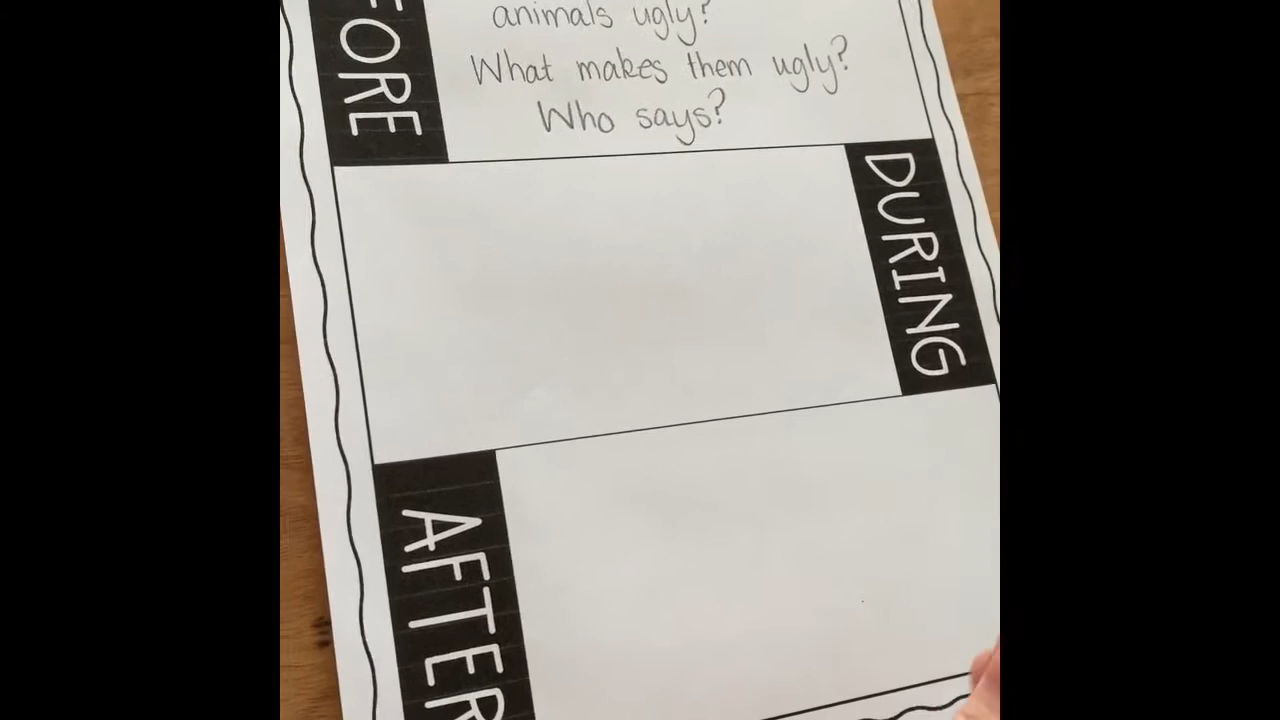 FORE
animals ugly?
What makes them ugly?
Who says?
DURING
AFTER